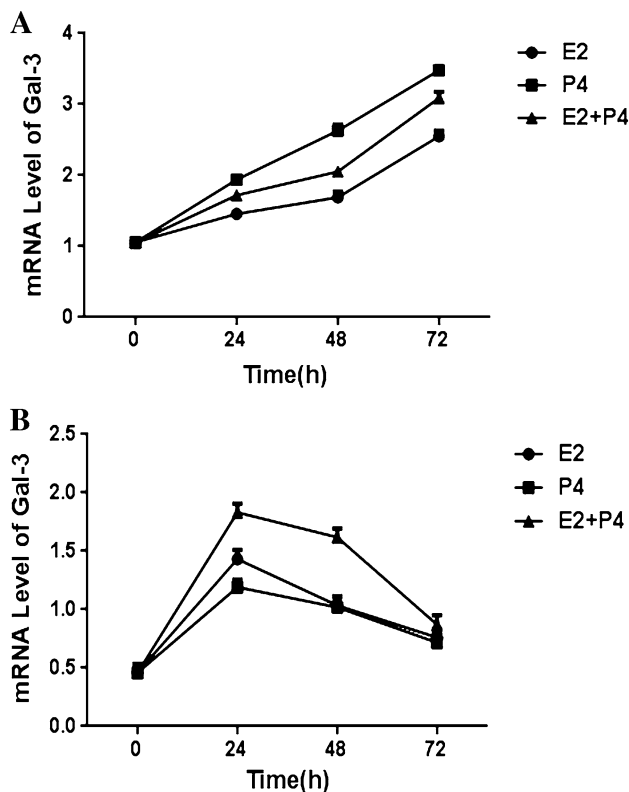 A
mRNA Level of Gal-3
4
3
2
1
0
0 24 48 72
Time(h)
E2
P4
E2+P4
B
mRNA Level of Gal-3
2.5
2.0
1.5
1.0
0.5
0.0
0 24 48 72
Time(h)
E2
P4
E2+P4